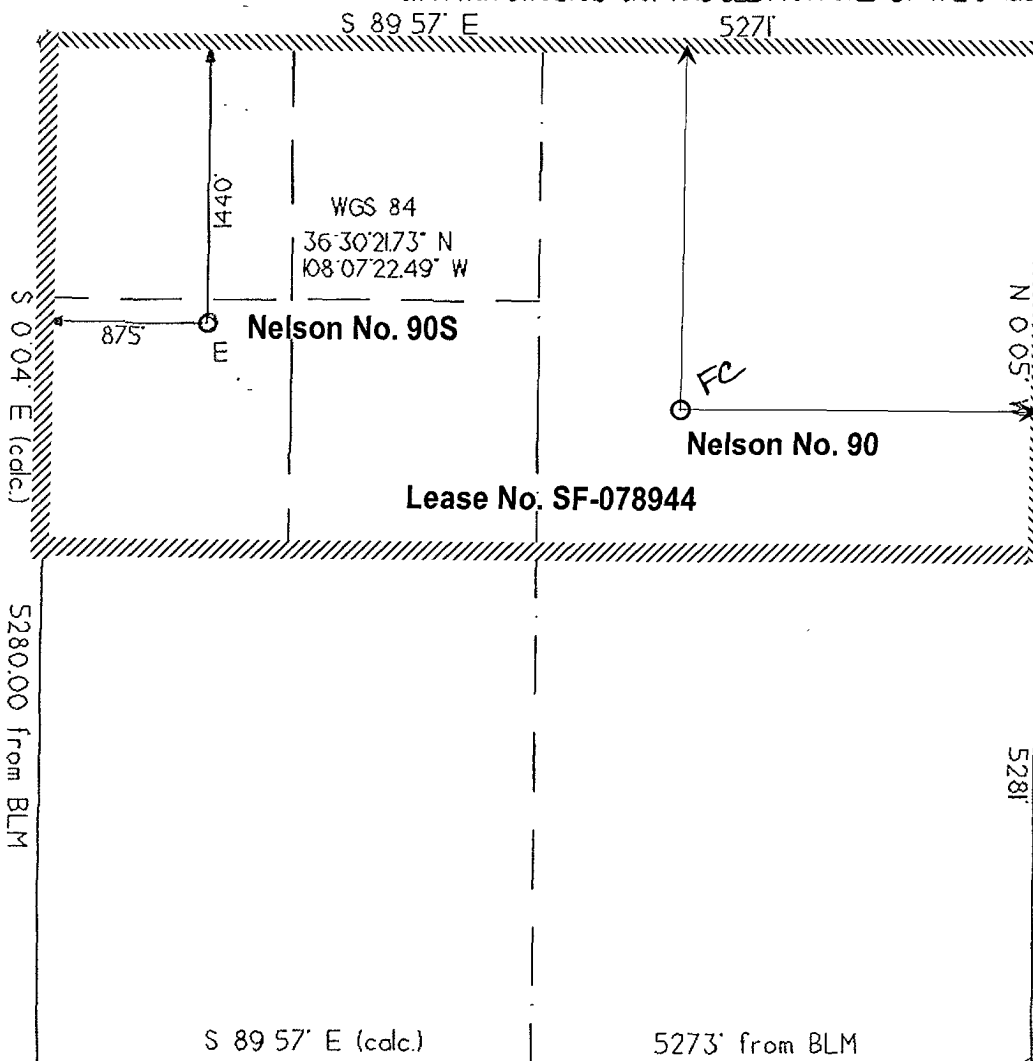 S 89 57' E
5271'
1440'
WGS 84
36-30'21.73" N
108'07'22.49" W
875'
E
Nelson No. 90S
FC
Nelson No. 90
Lease No. SF-078944
S 0'04' E (calc.)
N 0'05' W
5280.00 from BLM
5281'
S 89 57' E (calc.)
5273' from BLM